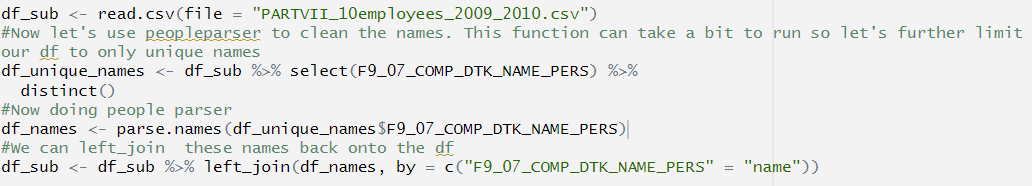 df_sub <- read.csv(file = "PARTVII_10employees_2009_2010.csv")
#Now let's use peopleparser to clean the names. This function can take a bit to run so let's further limit
our df to only unique names
df_unique_names <- df_sub %>% select(F9_07_COMP_DTK_NAME_PERS) %>%
  distinct()
#Now doing people parser
df_names <- parse.names(df_unique_names$F9_07_COMP_DTK_NAME_PERS)
#We can left_join  these names back onto the df
df_sub <- df_sub %>% left_join(df_names, by = c("F9_07_COMP_DTK_NAME_PERS" = "name"))